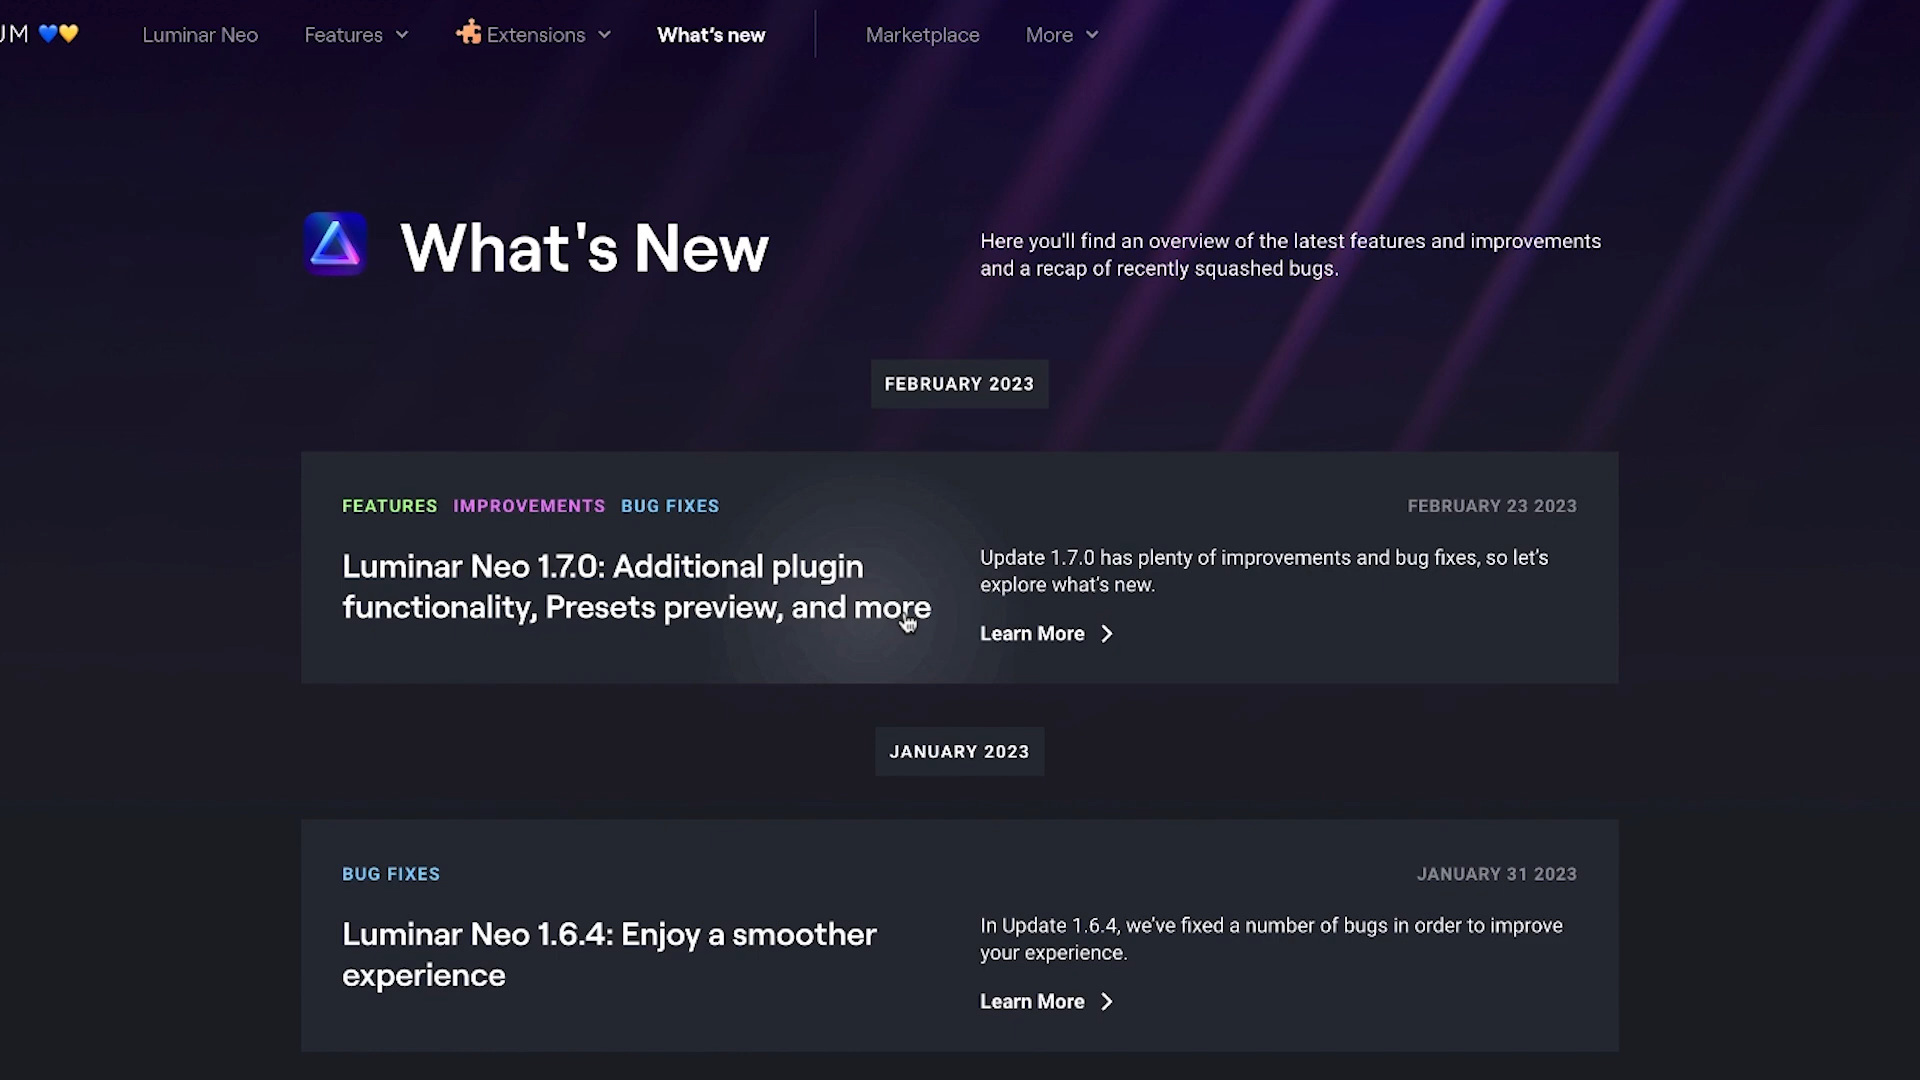 UM 💙💛 Luminar Neo Features Extensions What's new Marketplace More
What's New
Here you'll find an overview of the latest features and improvements
and a recap of recently squashed bugs.
FEBRUARY 2023
FEATURES IMPROVEMENTS BUG FIXES
FEBRUARY 23 2023
Luminar Neo 1.7.0: Additional plugin
functionality, Presets preview, and more
Update 1.7.0 has plenty of improvements and bug fixes, so let's
explore what's new.
Learn More
JANUARY 2023
BUG FIXES
JANUARY 31 2023
Luminar Neo 1.6.4: Enjoy a smoother
experience
In Update 1.6.4, we've fixed a number of bugs in order to improve
your experience.
Learn More